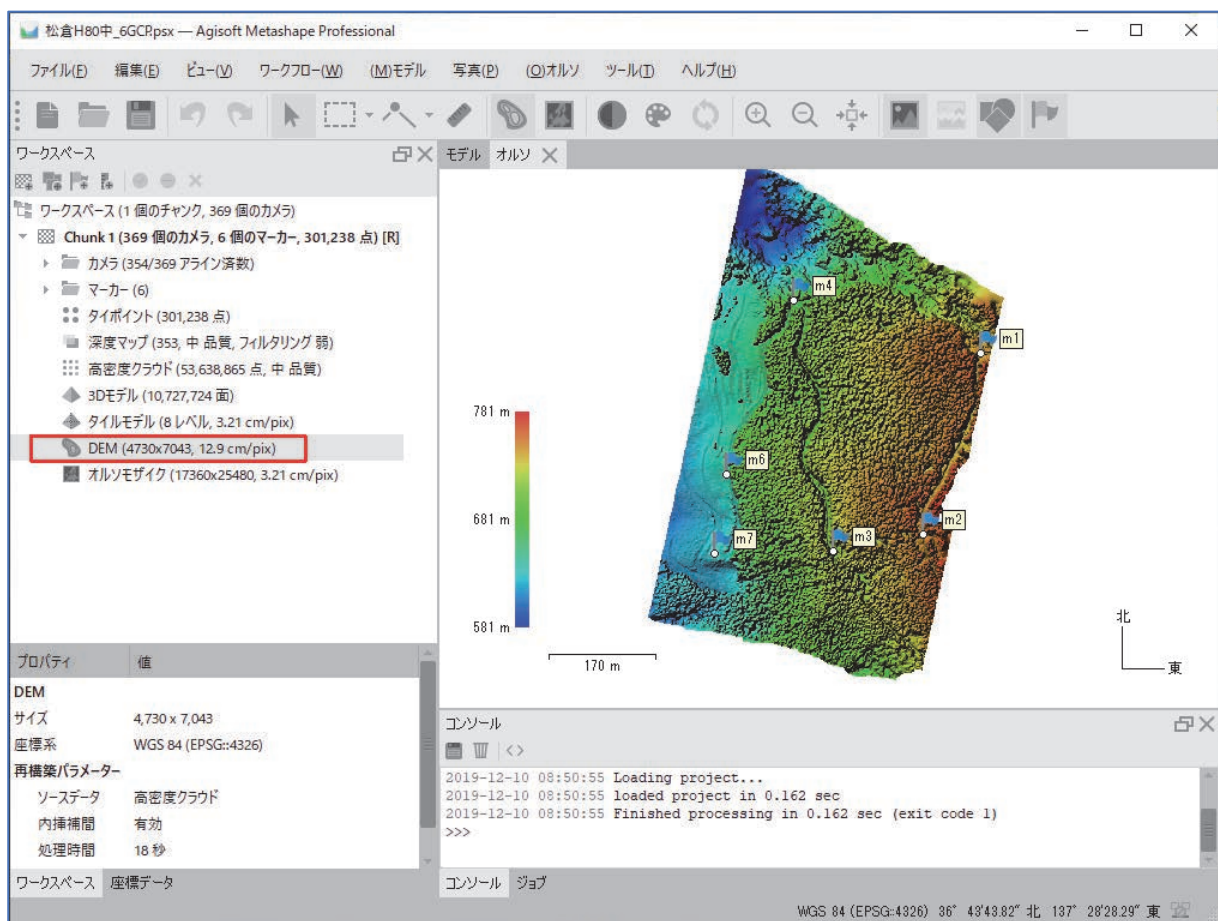 松倉H80中_6GCP.psx — Agisoft Metashape Professional
ファイル(F) 編集(E) ビュー(V) ワークフロー(W) (M)モデル 写真(P) (O)オルソ ツール(T) ヘルプ(H)
ワークスペース
ワークスペース (1 個のチャンク, 369 個のカメラ)
Chunk 1 (369 個のカメラ, 6 個のマーカー, 301,238 点) [R]
カメラ (354/369 アライン済数)
マーカー (6)
タイポイント (301,238 点)
深度マップ (353, 中 品質, フィルタリング 弱)
高密度クラウド (53,638,865 点, 中 品質)
3Dモデル (10,727,724 面)
タイルモデル (8 レベル, 3.21 cm/pix)
DEM (4730x7043, 12.9 cm/pix)
オルソモザイク (17360x25480, 3.21 cm/pix)
プロパティ 値
DEM
サイズ 4,730 x 7,043
座標系 WGS 84 (EPSG::4326)
再構築パラメーター
ソースデータ 高密度クラウド
内挿補間 有効
処理時間 18 秒
ワークスペース 座標データ
モデル オルソ
m4
m1
m6
m2
m7
m3
781 m
681 m
581 m
170 m
北
東
コンソール
2019-12-10 08:50:55 Loading project...
2019-12-10 08:50:55 loaded project in 0.162 sec
2019-12-10 08:50:55 Finished processing in 0.162 sec (exit code 1)
>>>
コンソール ジョブ
WGS 84 (EPSG::4326) 36° 43'43.82" 北 137° 28'28.29" 東